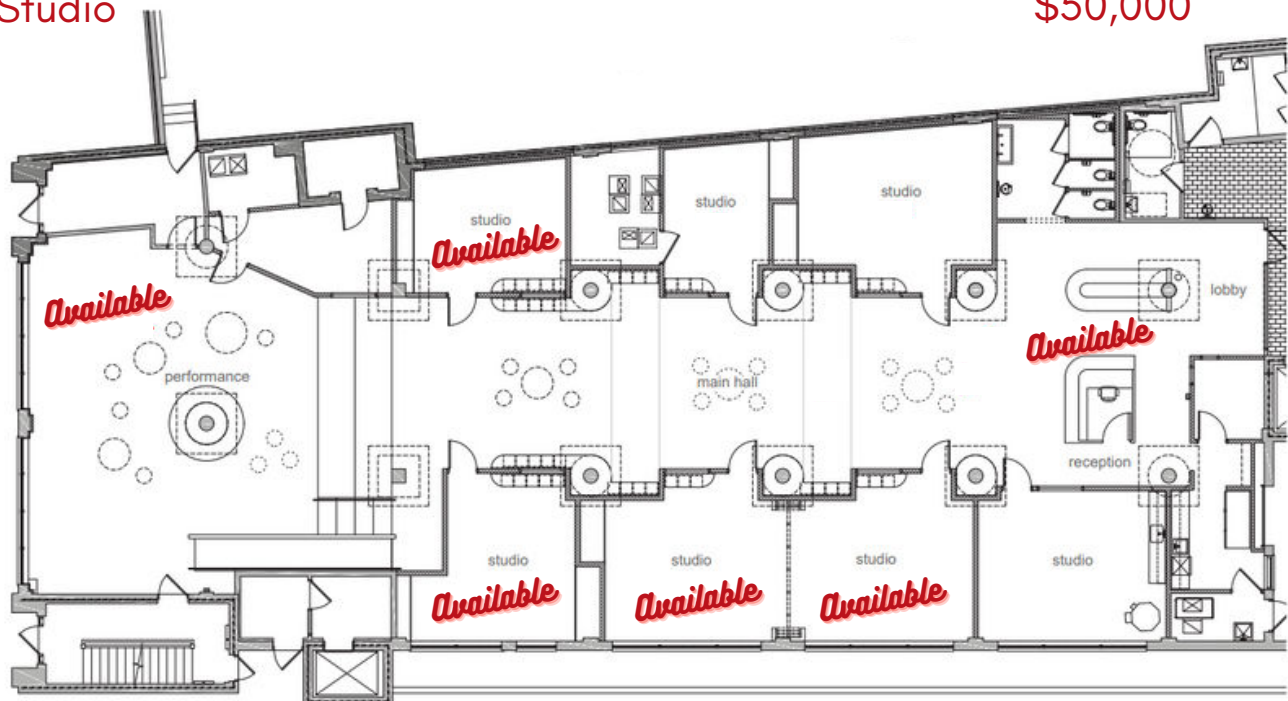 Studio
$50,000
studio
Available
studio
studio
Available
performance
main hall
lobby
Available
reception
studio
Available
studio
Available
studio
Available
studio